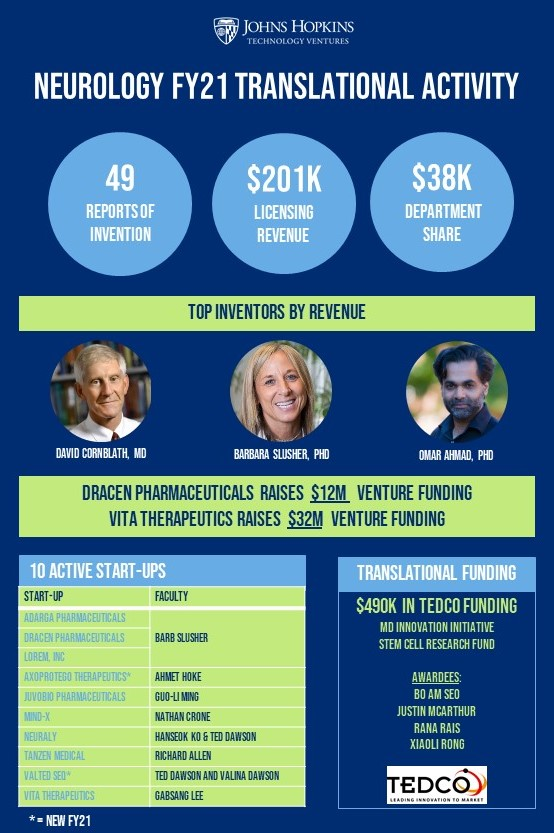 JOHNS HOPKINS
TECHNOLOGY VENTURES
NEUROLOGY FY21 TRANSLATIONAL ACTIVITY
49
REPORTS OF
INVENTION
$201K
LICENSING
REVENUE
$38K
DEPARTMENT
SHARE
TOP INVENTORS BY REVENUE
DAVID CORNBLATH, MD
BARBARA SLUSHER, PHD
OMAR AHMAD, PHD
DRACEN PHARMACEUTICALS RAISES $12M VENTURE FUNDING
VITA THERAPEUTICS RAISES $32M VENTURE FUNDING
10 ACTIVE START-UPS
START-UP FACULTY
ADARGA PHARMACEUTICALS
DRACEN PHARMACEUTICALS BARB SLUSHER
LOREM, INC
AXOPROTEGO THERAPEUTICS* AHMET HOKE
JUVOBIO PHARMACEUTICALS GUO-LI MING
MIND-X NATHAN CRONE
NEURALY HANSEOK KO & TED DAWSON
TANZEN MEDICAL RICHARD ALLEN
VALTED SEQ* TED DAWSON AND VALINA DAWSON
VITA THERAPEUTICS GABSANG LEE
* = NEW FY21
TRANSLATIONAL FUNDING
$490K IN TEDCO FUNDING
MD INNOVATION INITIATIVE
STEM CELL RESEARCH FUND
AWARDEES:
BO AM SEO
JUSTIN MCARTHUR
RANA RAIS
XIAOLI RONG
TEDCO
LEADING INNOVATION TO MARKET